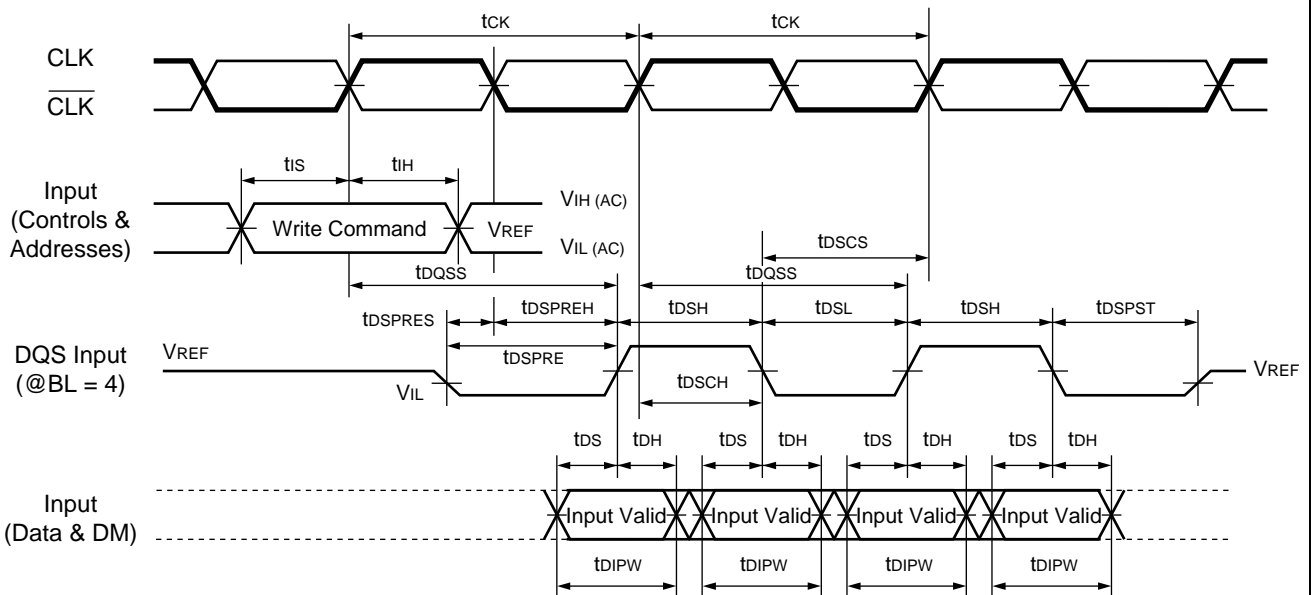 tCK tCK
CLK
CLK
tIS tIH
Input
(Controls &
Addresses)
Write Command
VIH (AC)
VREF
VIL (AC)
tDSCS
tDQSS tDQSS
tDSPRES tDSPREH tDSH tDSL tDSH tDSPST
DQS Input
(@BL = 4)
VREF
tDSPRE
VIL
tDSCH
VREF
tDS tDH tDS tDH tDS tDH tDS tDH
Input
(Data & DM)
Input Valid Input Valid Input Valid Input Valid
tDIPW tDIPW tDIPW tDIPW